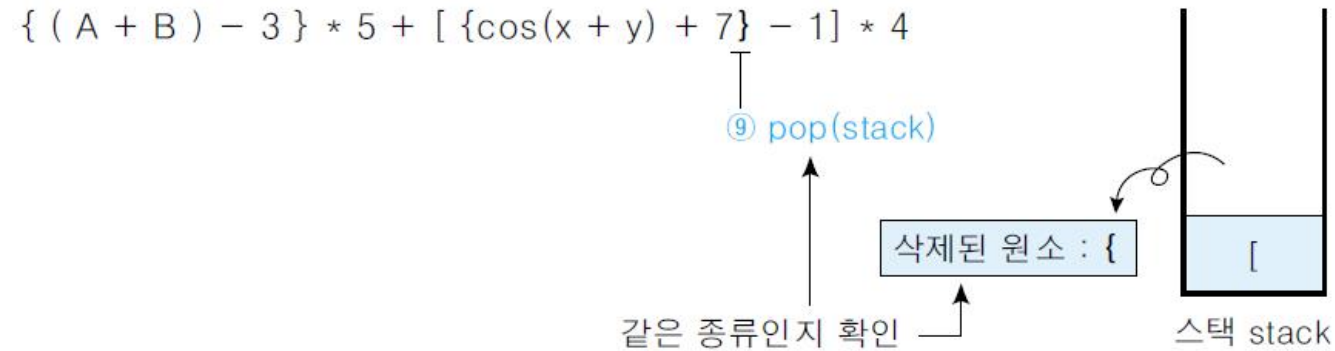 { ( A + B ) − 3 } * 5 + [ {cos(x + y) + 7} − 1] * 4
⑨ pop(stack)
삭제된 원소 : {
[
같은 종류인지 확인
스택 stack